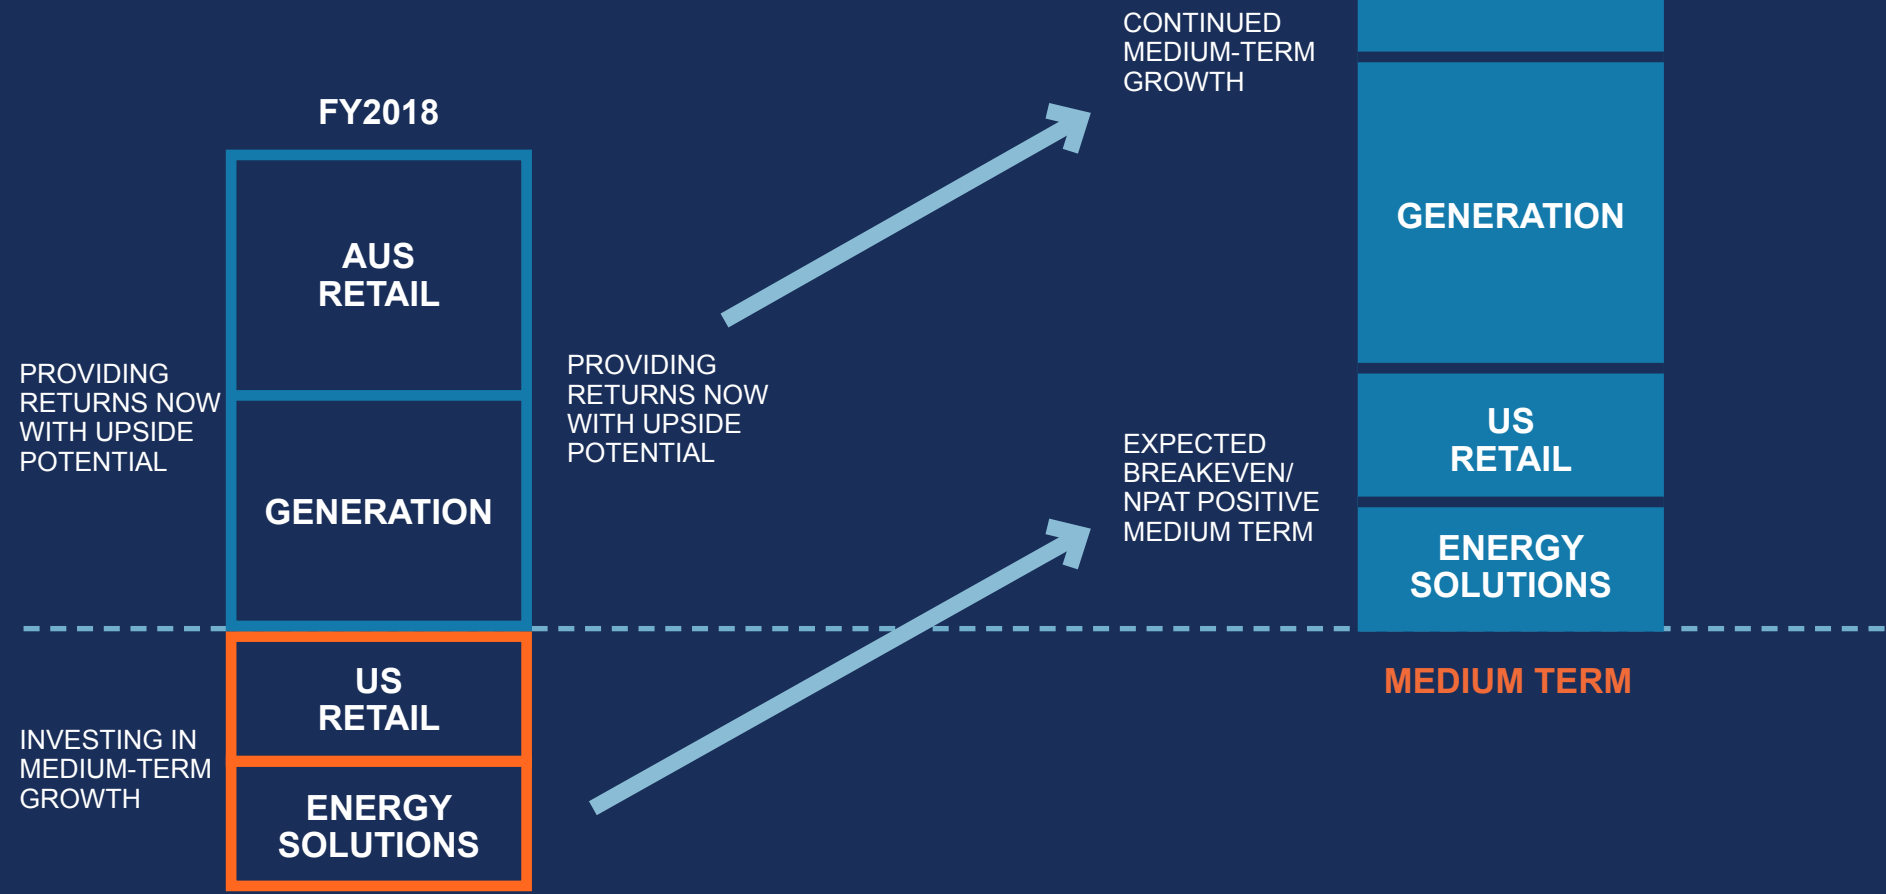 FY2018
AUS
RETAIL
GENERATION
PROVIDING
RETURNS NOW
WITH UPSIDE
POTENTIAL
US
RETAIL
ENERGY
SOLUTIONS
INVESTING IN
MEDIUM-TERM
GROWTH
PROVIDING
RETURNS NOW
WITH UPSIDE
POTENTIAL
CONTINUED
MEDIUM-TERM
GROWTH
EXPECTED
BREAKEVEN/
NPAT POSITIVE
MEDIUM TERM
GENERATION
US
RETAIL
ENERGY
SOLUTIONS
MEDIUM TERM